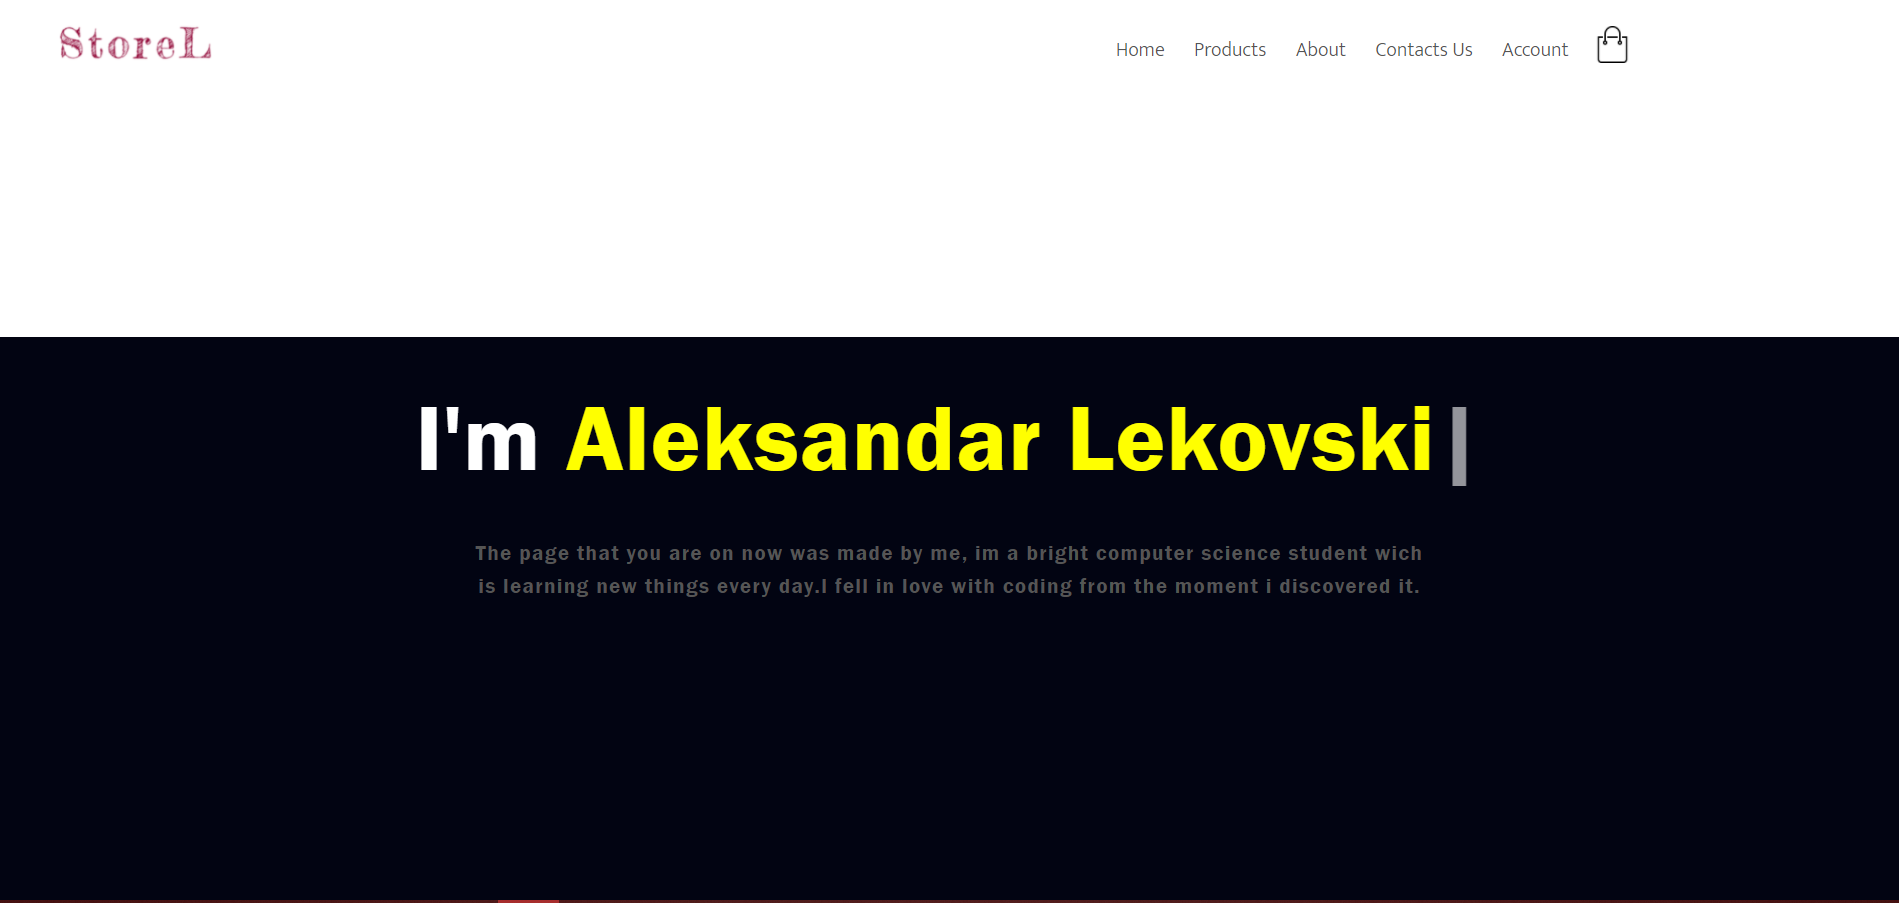 StoreL
Home Products About Contacts Us Account
I'm Aleksandar Lekovski
The page that you are on now was made by me, im a bright computer science student wich
is learning new things every day.I fell in love with coding from the moment i discovered it.